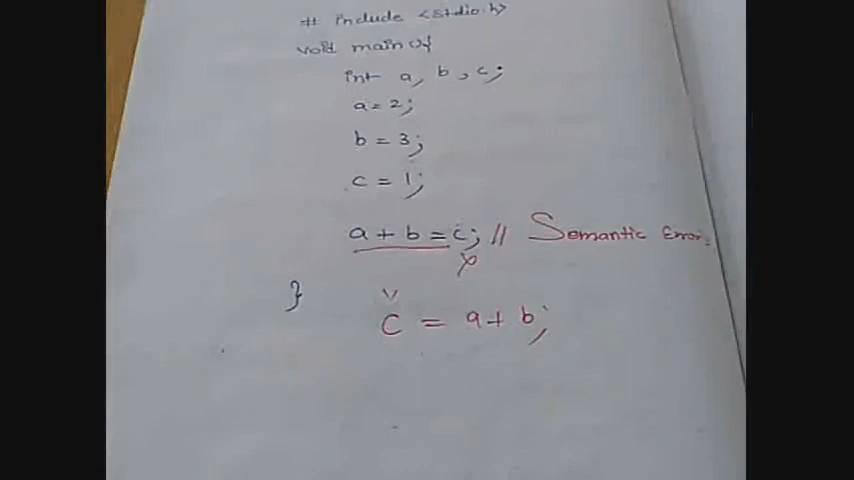 # include <stdio.h>
void main(){
int a, b, c;
a = 2;
b = 3;
c = 1;
a + b = c; // Semantic Error.
}
c = a + b;